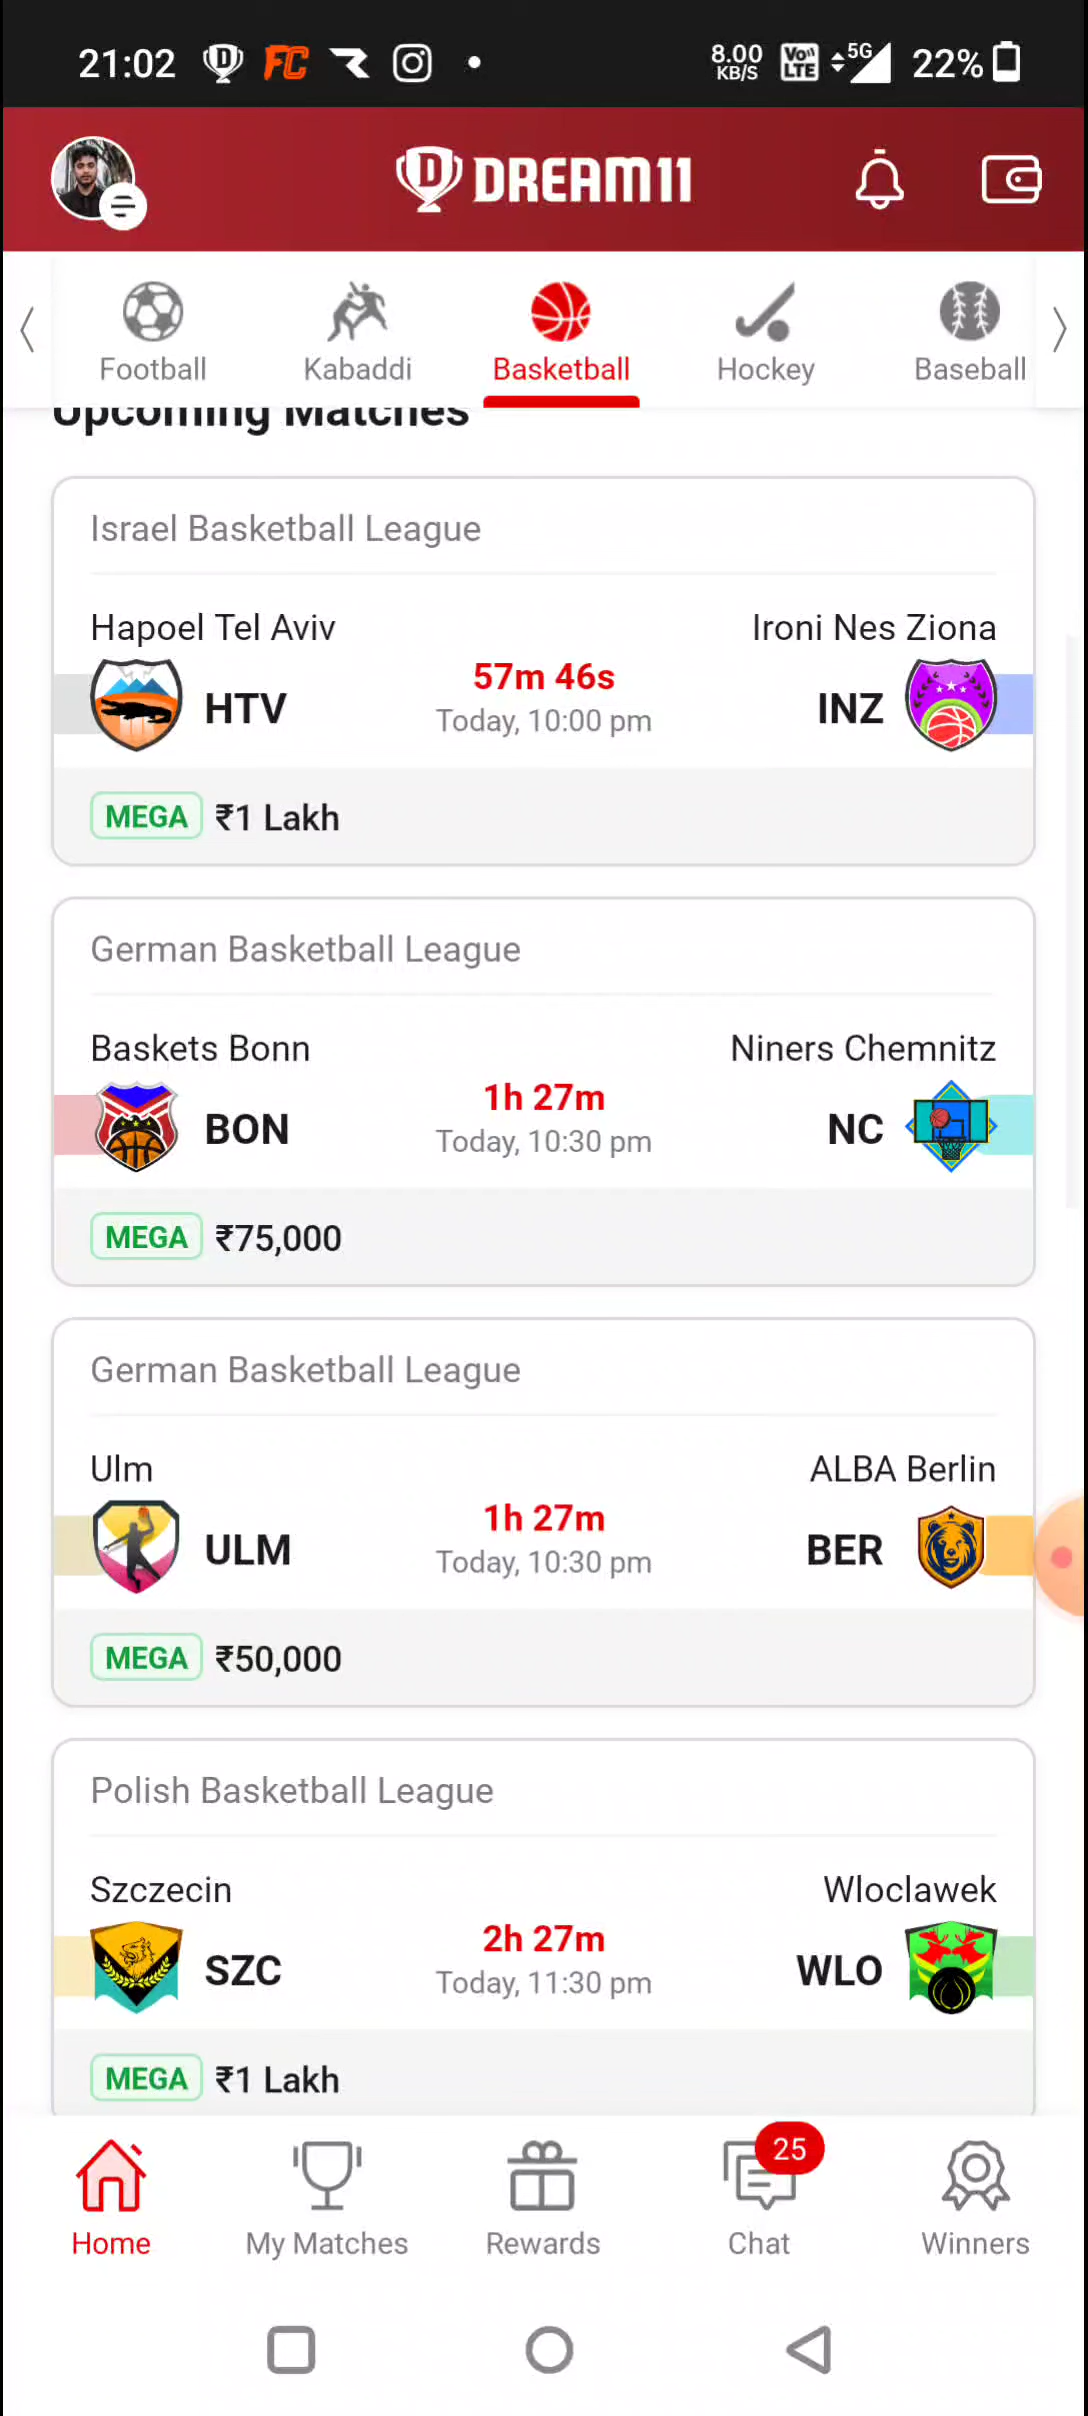 21:02
FC
8.00 KB/S
VoLTE
5G
22%
DREAM11
Football
Kabaddi
Basketball
Hockey
Baseball
Upcoming Matches
Israel Basketball League
Hapoel Tel Aviv
Ironi Nes Ziona
HTV
57m 46s
INZ
Today, 10:00 pm
MEGA ₹1 Lakh
German Basketball League
Baskets Bonn
Niners Chemnitz
BON
1h 27m
NC
Today, 10:30 pm
MEGA ₹75,000
German Basketball League
Ulm
ALBA Berlin
ULM
1h 27m
BER
Today, 10:30 pm
MEGA ₹50,000
Polish Basketball League
Szczecin
Wloclawek
SZC
2h 27m
WLO
Today, 11:30 pm
MEGA ₹1 Lakh
25
Home
My Matches
Rewards
Chat
Winners